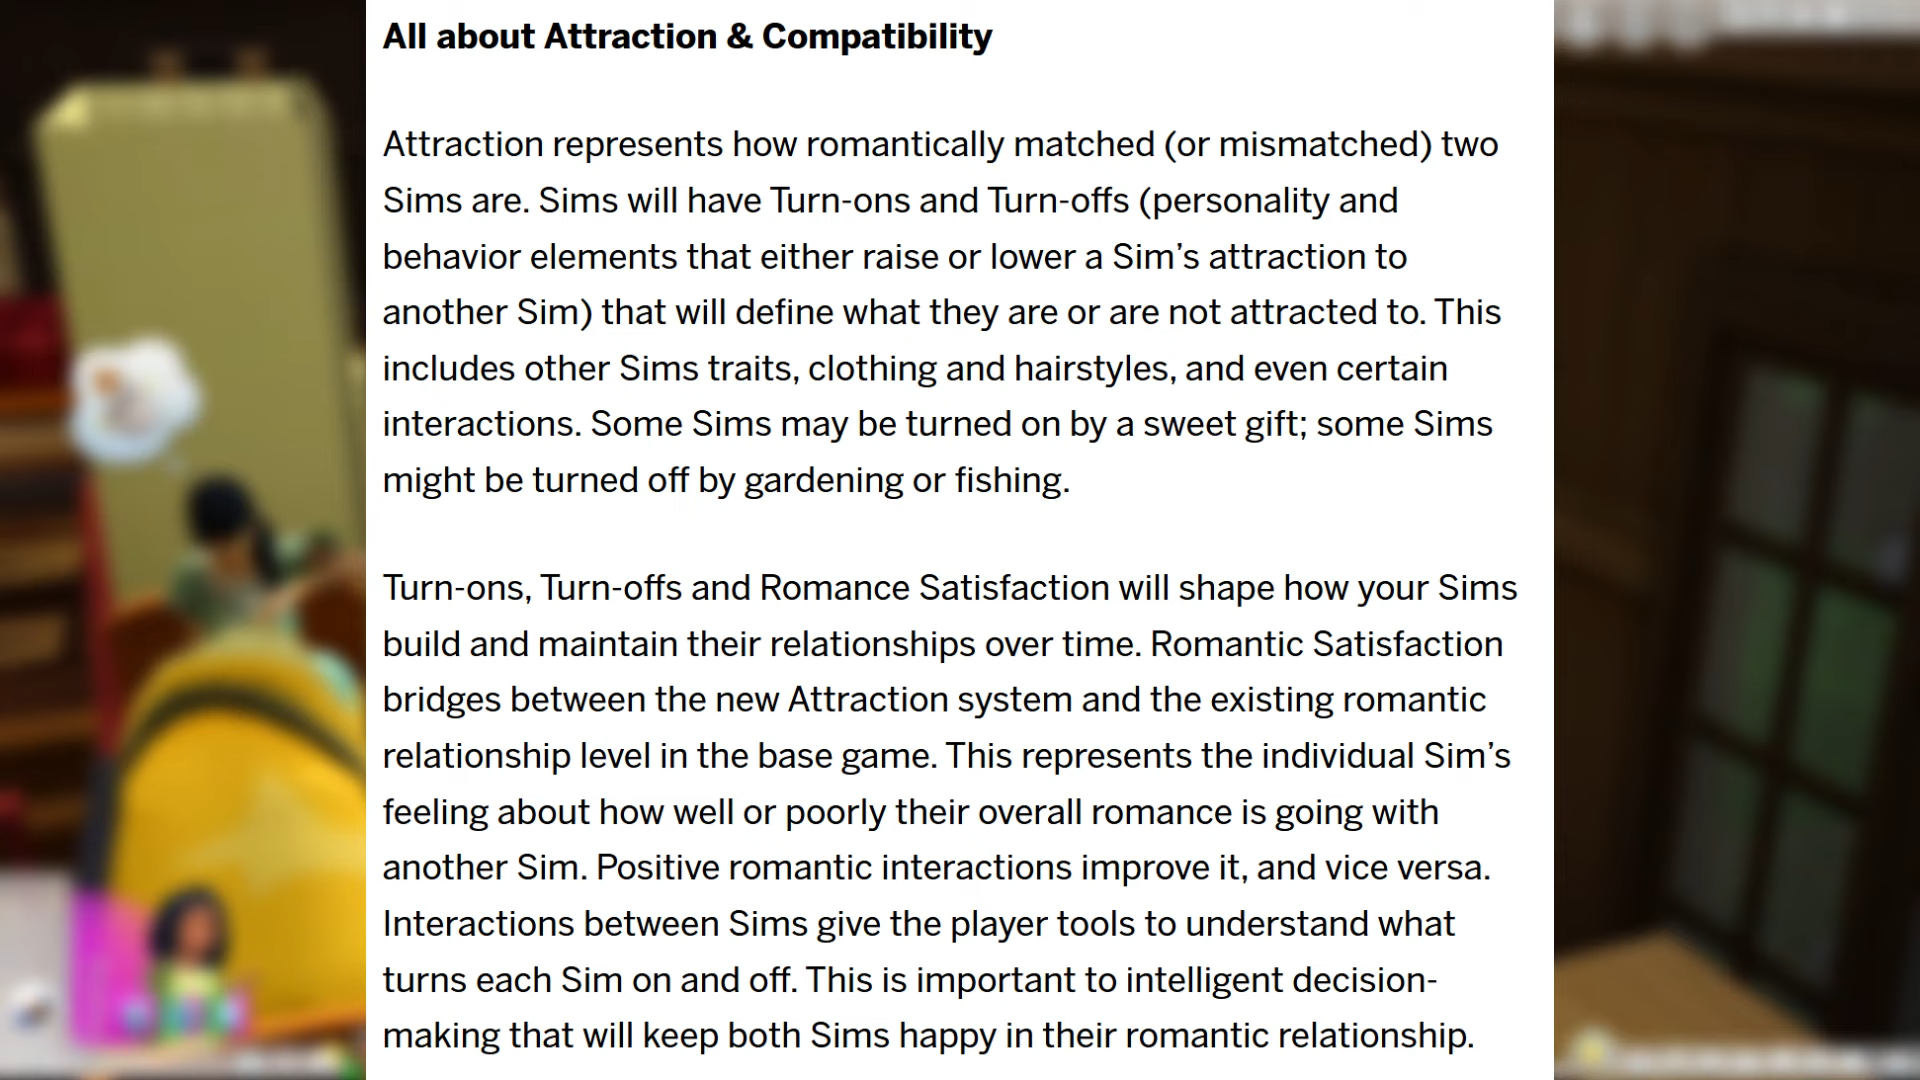 All about Attraction & Compatibility
Attraction represents how romantically matched (or mismatched) two
Sims are. Sims will have Turn-ons and Turn-offs (personality and
behavior elements that either raise or lower a Sim’s attraction to
another Sim) that will define what they are or are not attracted to. This
includes other Sims traits, clothing and hairstyles, and even certain
interactions. Some Sims may be turned on by a sweet gift; some Sims
might be turned off by gardening or fishing.
Turn-ons, Turn-offs and Romance Satisfaction will shape how your Sims
build and maintain their relationships over time. Romantic Satisfaction
bridges between the new Attraction system and the existing romantic
relationship level in the base game. This represents the individual Sim’s
feeling about how well or poorly their overall romance is going with
another Sim. Positive romantic interactions improve it, and vice versa.
Interactions between Sims give the player tools to understand what
turns each Sim on and off. This is important to intelligent decision-
making that will keep both Sims happy in their romantic relationship.